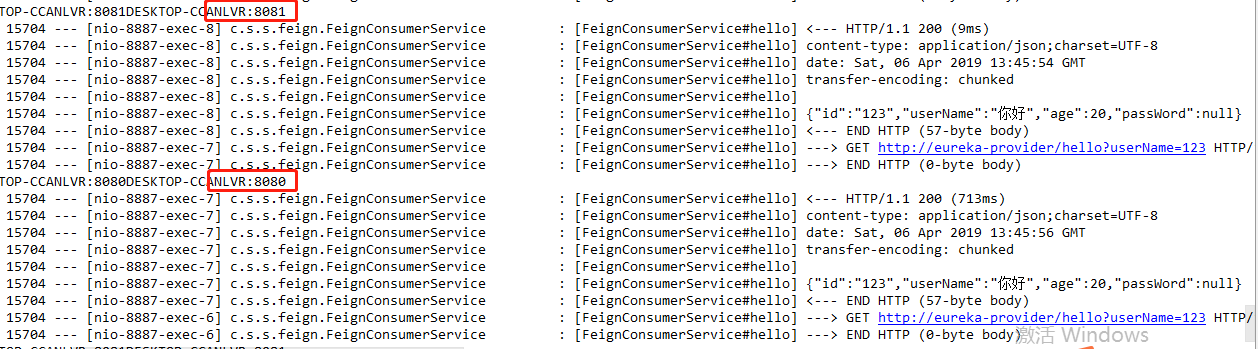 TOP-CCANLVR:8081DESKTOP-CCANLVR:8081
15704 --- [nio-8887-exec-8] c.s.s.feign.FeignConsumerService : [FeignConsumerService#hello] <--- HTTP/1.1 200 (9ms)
15704 --- [nio-8887-exec-8] c.s.s.feign.FeignConsumerService : [FeignConsumerService#hello] content-type: application/json;charset=UTF-8
15704 --- [nio-8887-exec-8] c.s.s.feign.FeignConsumerService : [FeignConsumerService#hello] date: Sat, 06 Apr 2019 13:45:54 GMT
15704 --- [nio-8887-exec-8] c.s.s.feign.FeignConsumerService : [FeignConsumerService#hello] transfer-encoding: chunked
15704 --- [nio-8887-exec-8] c.s.s.feign.FeignConsumerService : [FeignConsumerService#hello]
15704 --- [nio-8887-exec-8] c.s.s.feign.FeignConsumerService : [FeignConsumerService#hello] {"id":"123","userName":"你好","age":20,"passWord":null}
15704 --- [nio-8887-exec-8] c.s.s.feign.FeignConsumerService : [FeignConsumerService#hello] <--- END HTTP (57-byte body)
15704 --- [nio-8887-exec-7] c.s.s.feign.FeignConsumerService : [FeignConsumerService#hello] ---> GET http://eureka-provider/hello?userName=123 HTTP/
15704 --- [nio-8887-exec-7] c.s.s.feign.FeignConsumerService : [FeignConsumerService#hello] ---> END HTTP (0-byte body)
TOP-CCANLVR:8080DESKTOP-CCANLVR:8080
15704 --- [nio-8887-exec-7] c.s.s.feign.FeignConsumerService : [FeignConsumerService#hello] <--- HTTP/1.1 200 (713ms)
15704 --- [nio-8887-exec-7] c.s.s.feign.FeignConsumerService : [FeignConsumerService#hello] content-type: application/json;charset=UTF-8
15704 --- [nio-8887-exec-7] c.s.s.feign.FeignConsumerService : [FeignConsumerService#hello] date: Sat, 06 Apr 2019 13:45:56 GMT
15704 --- [nio-8887-exec-7] c.s.s.feign.FeignConsumerService : [FeignConsumerService#hello] transfer-encoding: chunked
15704 --- [nio-8887-exec-7] c.s.s.feign.FeignConsumerService : [FeignConsumerService#hello]
15704 --- [nio-8887-exec-7] c.s.s.feign.FeignConsumerService : [FeignConsumerService#hello] {"id":"123","userName":"你好","age":20,"passWord":null}
15704 --- [nio-8887-exec-7] c.s.s.feign.FeignConsumerService : [FeignConsumerService#hello] <--- END HTTP (57-byte body)
15704 --- [nio-8887-exec-6] c.s.s.feign.FeignConsumerService : [FeignConsumerService#hello] ---> GET http://eureka-provider/hello?userName=123 HTTP/
15704 --- [nio-8887-exec-6] c.s.s.feign.FeignConsumerService : [FeignConsumerService#hello] ---> END HTTP (0-byte body)
激活 Windows